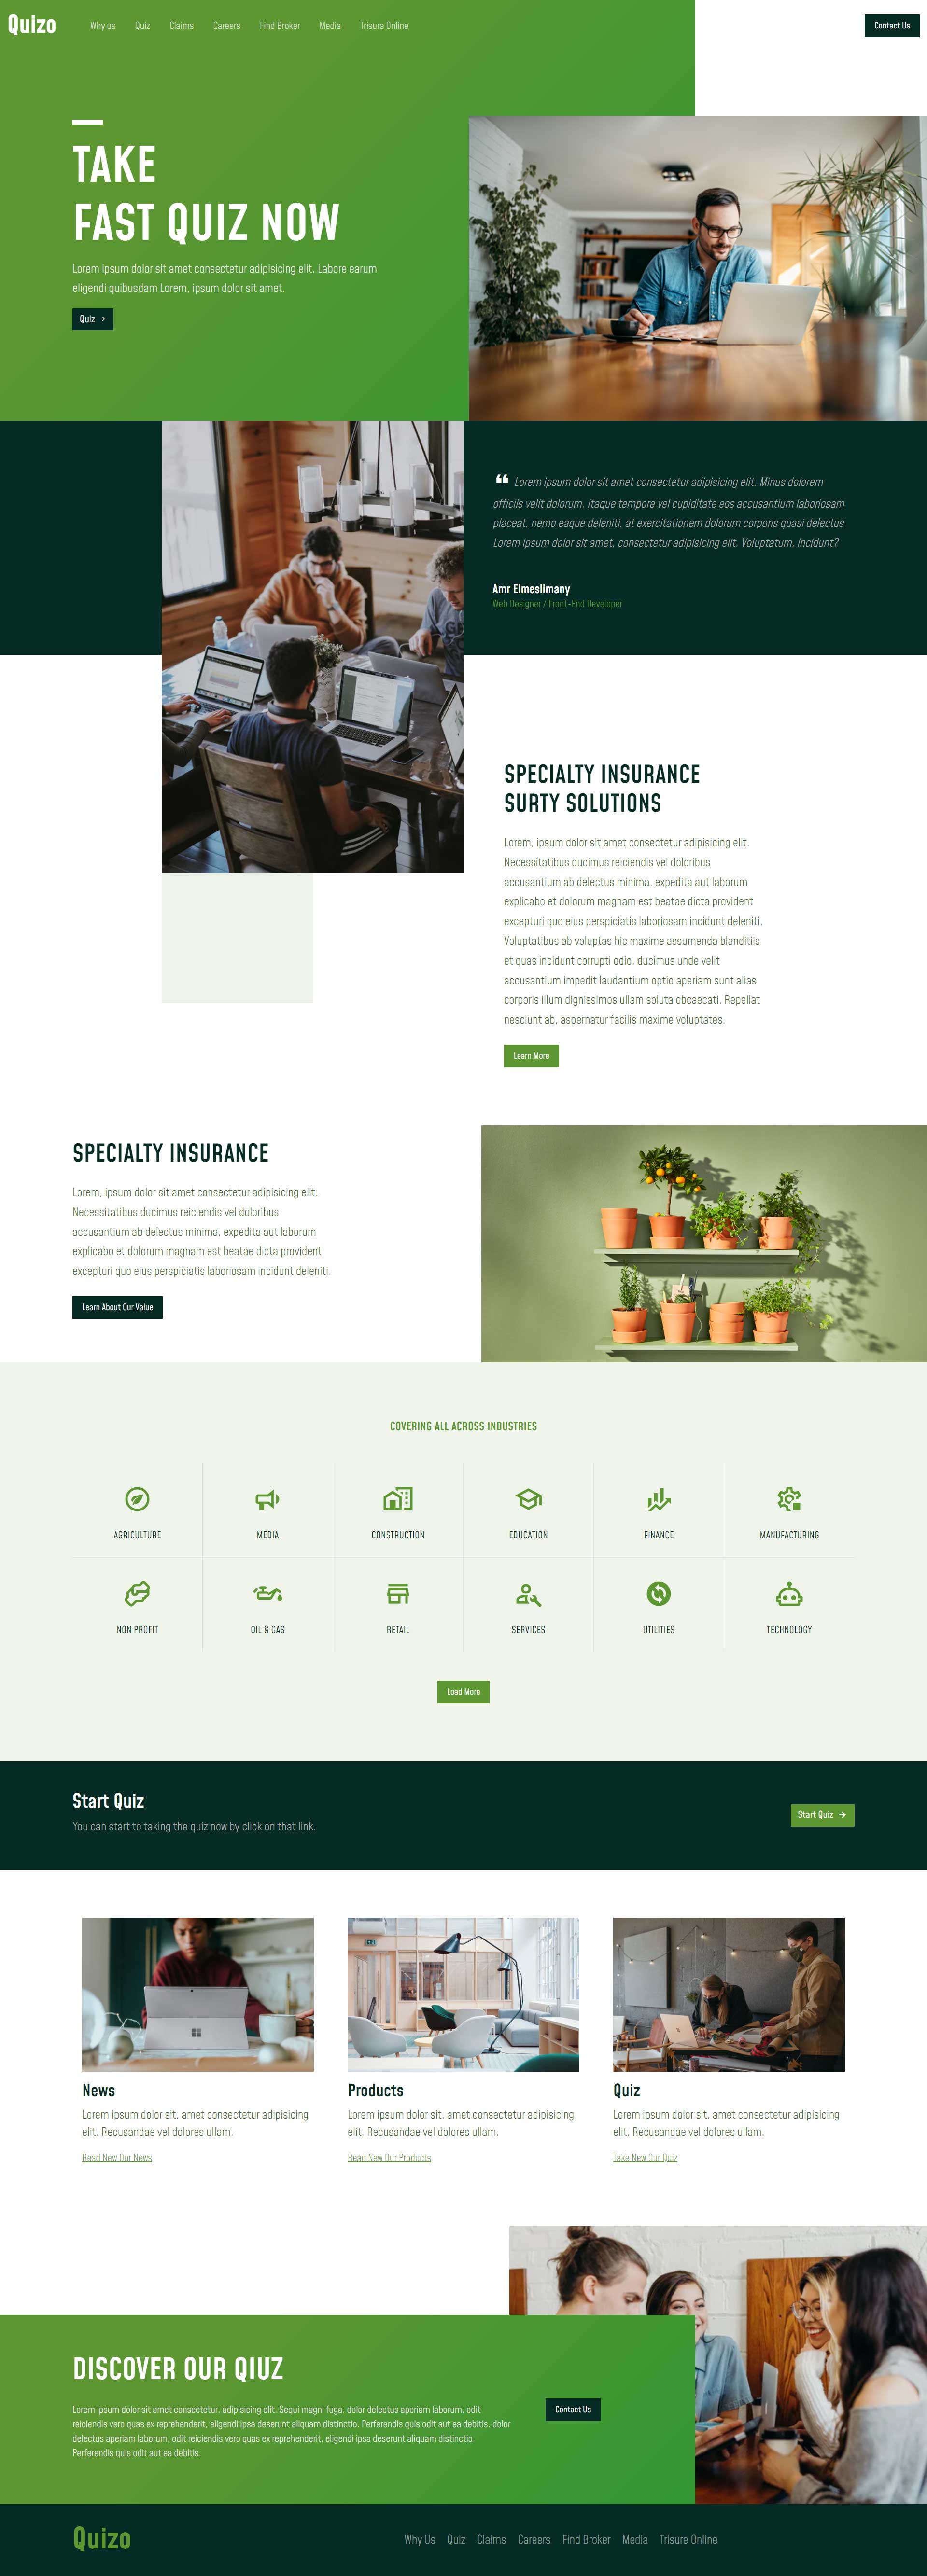 Quizo
Why us Quiz Claims Careers Find Broker Media Trisura Online
Contact Us
TAKE
FAST QUIZ NOW
Lorem ipsum dolor sit amet consectetur adipisicing elit. Labore earum
eligendi quibusdam Lorem, ipsum dolor sit amet.
Quiz →
❝ Lorem ipsum dolor sit amet consectetur adipisicing elit. Minus dolorem
officiis velit dolorum. Itaque tempore vel cupiditate eos accusantium laboriosam
placeat, nemo eaque deleniti, at exercitationem dolorum corporis quasi delectus
Lorem ipsum dolor sit amet, consectetur adipisicing elit. Voluptatum, incidunt?
Amr Elmeslimany
Web Designer / Front-End Developer
SPECIALTY INSURANCE
SURTY SOLUTIONS
Lorem, ipsum dolor sit amet consectetur adipisicing elit.
Necessitatibus ducimus reiciendis vel doloribus
accusantium ab delectus minima, expedita aut laborum
explicabo et dolorum magnam est beatae dicta provident
excepturi quo eius perspiciatis laboriosam incidunt deleniti.
Voluptatibus ab voluptas hic maxime assumenda blanditiis
et quas incidunt corrupti odio, ducimus unde velit
accusantium impedit laudantium optio aperiam sunt alias
corporis illum dignissimos ullam soluta obcaecati. Repellat
nesciunt ab, aspernatur facilis maxime voluptates.
Learn More
SPECIALTY INSURANCE
Lorem, ipsum dolor sit amet consectetur adipisicing elit.
Necessitatibus ducimus reiciendis vel doloribus
accusantium ab delectus minima, expedita aut laborum
explicabo et dolorum magnam est beatae dicta provident
excepturi quo eius perspiciatis laboriosam incidunt deleniti.
Learn About Our Value
COVERING ALL ACROSS INDUSTRIES
AGRICULTURE MEDIA CONSTRUCTION EDUCATION FINANCE MANUFACTURING
NON PROFIT OIL & GAS RETAIL SERVICES UTILITIES TECHNOLOGY
Load More
Start Quiz
You can start to taking the quiz now by click on that link.
Start Quiz →
News
Lorem ipsum dolor sit, amet consectetur adipisicing
elit. Recusandae vel dolores ullam.
Read New Our News
Products
Lorem ipsum dolor sit, amet consectetur adipisicing
elit. Recusandae vel dolores ullam.
Read New Our Products
Quiz
Lorem ipsum dolor sit, amet consectetur adipisicing
elit. Recusandae vel dolores ullam.
Take New Our Quiz
DISCOVER OUR QIUZ
Lorem ipsum dolor sit amet consectetur, adipisicing elit. Sequi magni fuga, dolor delectus aperiam laborum, odit
reiciendis vero quas ex reprehenderit, eligendi ipsa deserunt aliquam distinctio. Perferendis quis odit aut ea debitis. dolor
delectus aperiam laborum, odit reiciendis vero quas ex reprehenderit, eligendi ipsa deserunt aliquam distinctio.
Perferendis quis odit aut ea debitis.
Contact Us
Quizo
Why Us Quiz Claims Careers Find Broker Media Trisure Online